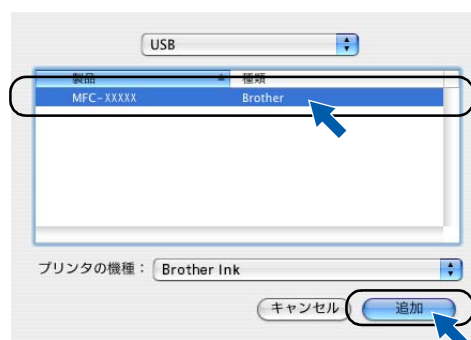 USB
製品 種類
MFC-XXXXX Brother
プリンタの機種： Brother Ink
キャンセル 追加